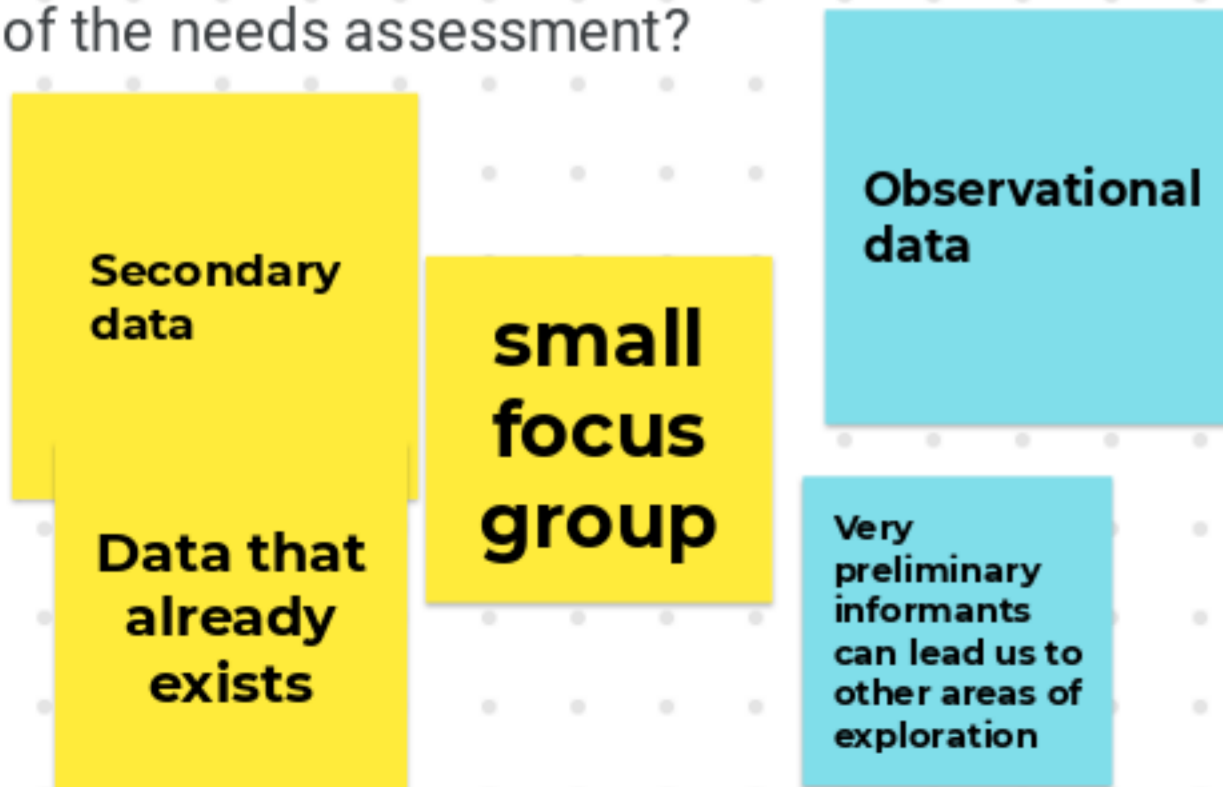 of the needs assessment?
Secondary
data
Data that
already
exists
small
focus
group
Observational
data
Very
preliminary
informants
can lead us to
other areas of
exploration